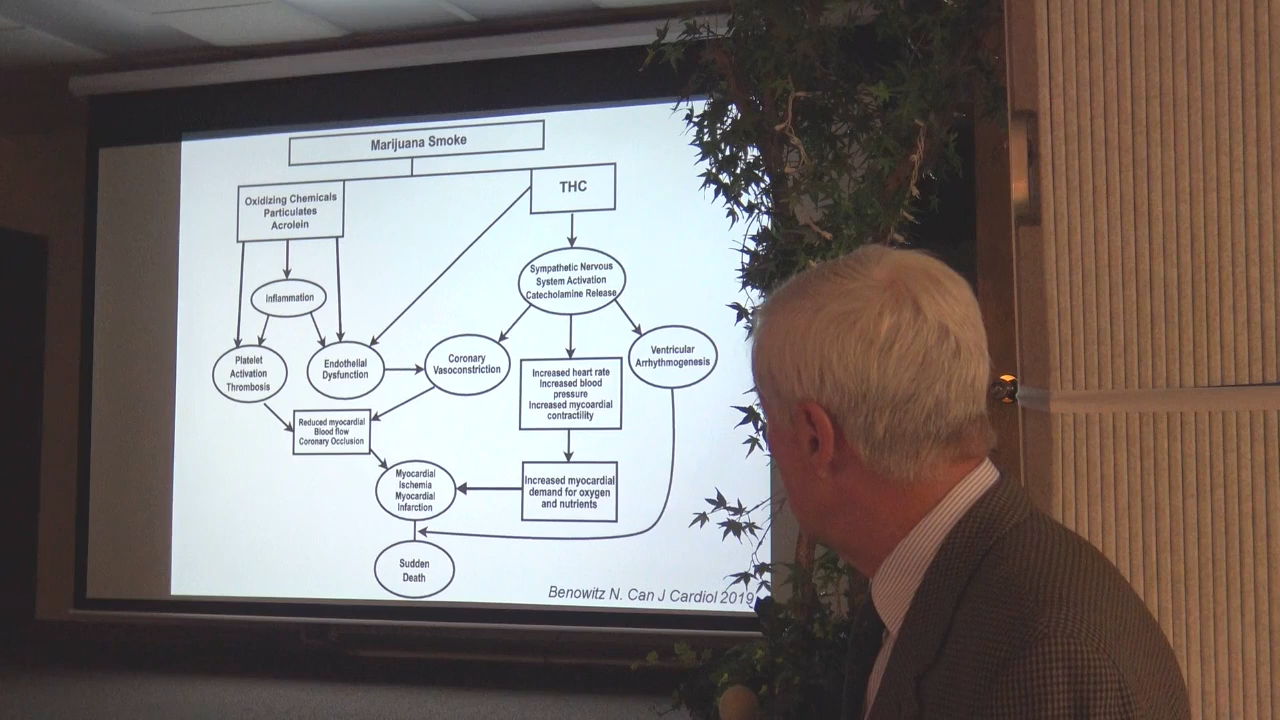 Marijuana Smoke
Oxidizing Chemicals
Particulates
Acrolein
THC
Inflammation
Sympathetic Nervous
System Activation
Catecholamine Release
Platelet
Activation
Thrombosis
Endothelial
Dysfunction
Coronary
Vasoconstriction
Ventricular
Arrhythmogenesis
Increased heart rate
Increased blood
pressure
Increased mycoardial
contractility
Reduced myocardial
Blood flow
Coronary Occlusion
Myocardial
Ischemia
Myocardial
Infarction
Increased myocardial
demand for oxygen
and nutrients
Sudden
Death
Benowitz N. Can J Cardiol 2019